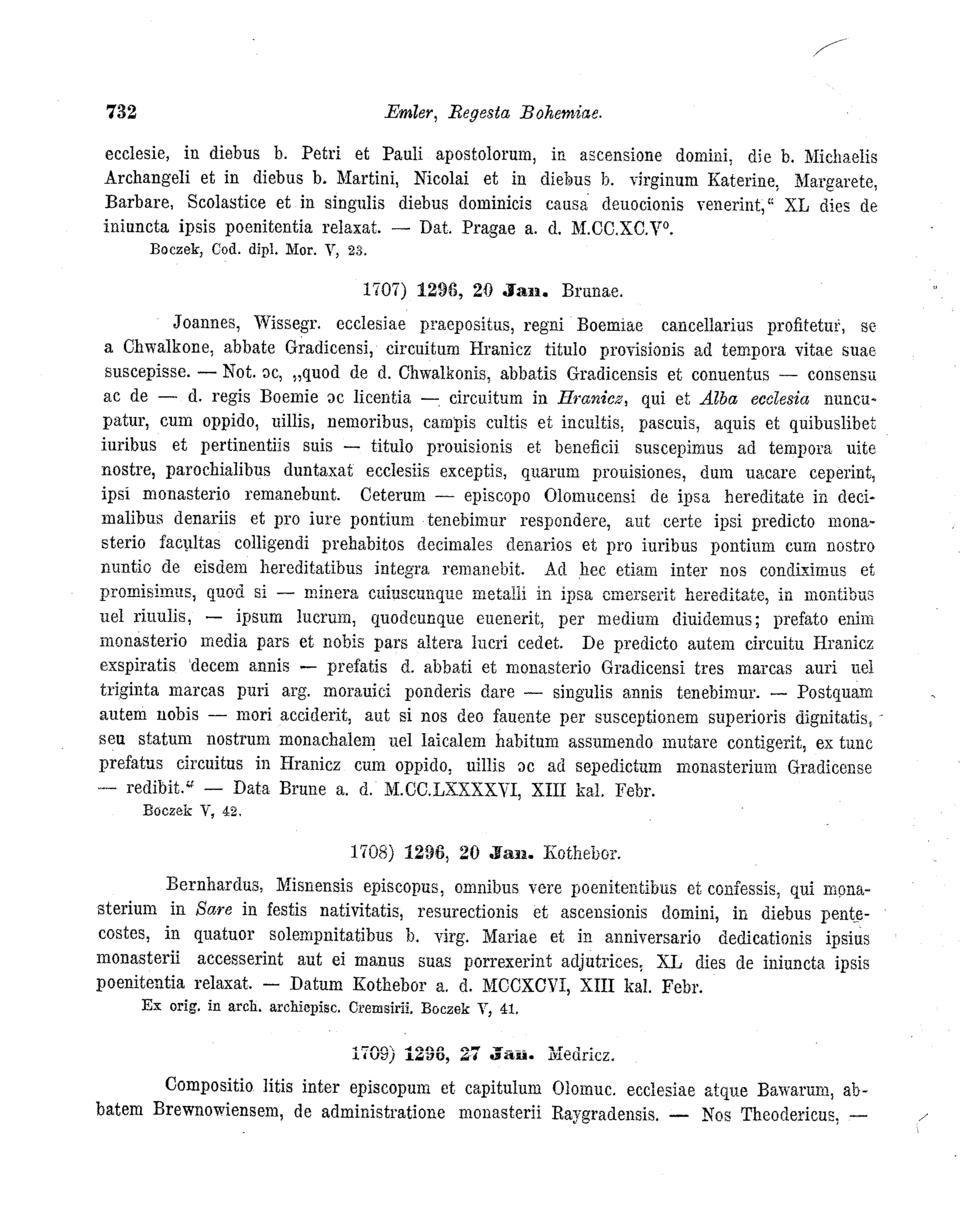 732 Emler, Regesta Bohemiae.
ecclesie, in diebus b. Petri et Pauli apostolorum, in ascensione domini, die b. Michaelis
Archangeli et in diebus b. Martini, Nicolai et in diebus b. virginum Katerine, Margarete,
Barbare, Scolastice et in singulis diebus dominicis causa deuocionis venerint,“ XL dies de
iniuncta ipsis poenitentia relaxat. — Dat. Pragae a. d. M.CC.XC.V⁰.
Boczek, Cod. dipl. Mor. V, 23.
1707) 1296, 20 Jan. Brunae.
Joannes, Wissegr. ecclesiae praepositus, regni Boemiae cancellarius profitetur, se
a Chwalkone, abbate Gradicensi, circuitum Hranicz titulo provisionis ad tempora vitae suae
suscepisse. — Not. ɔc, „quod de d. Chwalkonis, abbatis Gradicensis et conuentus — consensu
ac de — d. regis Boemie ɔc licentia — circuitum in Hranicz, qui et Alba ecclesia nuncu-
patur, cum oppido, uillis, nemoribus, campis cultis et incultis, pascuis, aquis et quibuslibet
iuribus et pertinentiis suis — titulo prouisionis et beneficii suscepimus ad tempora uite
nostre, parochialibus duntaxat ecclesiis exceptis, quarum prouisiones, dum uacare ceperint,
ipsi monasterio remanebunt. Ceterum — episcopo Olomucensi de ipsa hereditate in deci-
malibus denariis et pro iure pontium tenebimur respondere, aut certe ipsi predicto mona-
sterio facultas colligendi prehabitos decimales denarios et pro iuribus pontium cum nostro
nuntio de eisdem hereditatibus integra remanebit. Ad hec etiam inter nos condiximus et
promisimus, quod si — minera cuiuscunque metalli in ipsa emerserit hereditate, in montibus
uel riuulis, — ipsum lucrum, quodcunque euenerit, per medium diuidemus; prefato enim
monasterio media pars et nobis pars altera lucri cedet. De predicto autem circuitu Hranicz
exspiratis decem annis — prefatis d. abbati et monasterio Gradicensi tres marcas auri uel
triginta marcas puri arg. morauici ponderis dare — singulis annis tenebimur. — Postquam
autem nobis — mori acciderit, aut si nos deo fauente per susceptionem superioris dignitatis,
seu statum nostrum monachalem uel laicalem habitum assumendo mutare contigerit, ex tunc
prefatus circuitus in Hranicz cum oppido, uillis ɔc ad sepedictum monasterium Gradicense
— redibit.“ — Data Brune a. d. M.CC.LXXXXVI, XIII kal. Febr.
Boczek V, 42.
1708) 1296, 20 Jan. Kothebor.
Bernhardus, Misnensis episcopus, omnibus vere poenitentibus et confessis, qui mona-
sterium in Sare in festis nativitatis, resurectionis et ascensionis domini, in diebus pente-
costes, in quatuor solempnitatibus b. virg. Mariae et in anniversario dedicationis ipsius
monasterii accesserint aut ei manus suas porrexerint adjutrices, XL dies de iniuncta ipsis
poenitentia relaxat. — Datum Kothebor a. d. MCCXCVI, XIII kal. Febr.
Ex orig. in arch. archiepisc. Cremsirii. Boczek V, 41.
1709) 1296, 27 Jan. Medricz.
Compositio litis inter episcopum et capitulum Olomuc. ecclesiae atque Bawarum, ab-
batem Brewnowiensem, de administratione monasterii Raygradensis. — Nos Theodericus, —